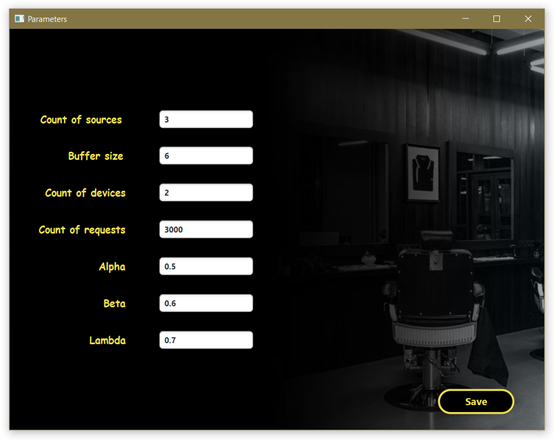 Parameters
Count of sources 3
Buffer size 6
Count of devices 2
Count of requests 3000
Alpha 0.5
Beta 0.6
Lambda 0.7
Save